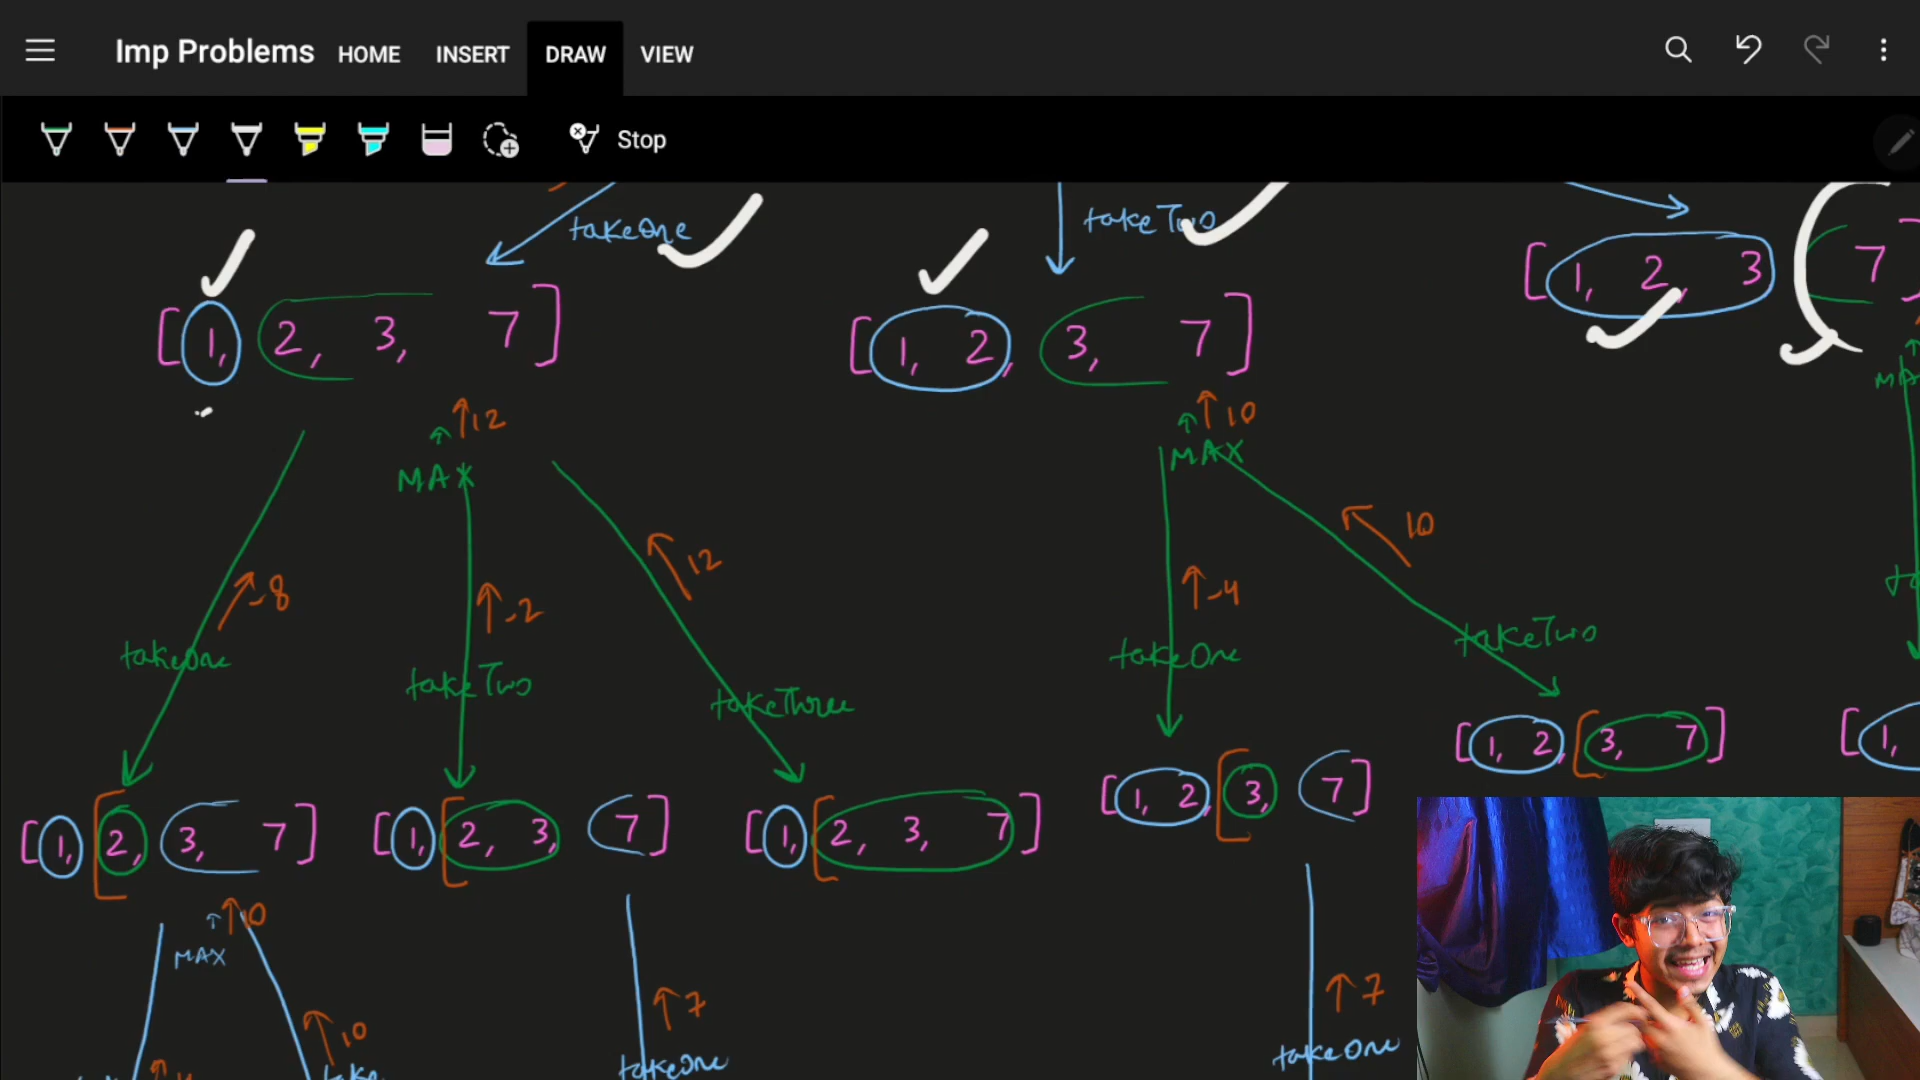 Imp Problems HOME INSERT DRAW VIEW
Stop
takeOne takeTwo
[1, 2, 3, 7] [1, 2, 3, 7] [1, 2, 3 7]
↑ ↑12 ↑ ↑10 ↑
MAX MAX
-8 -2 12 -4 10
takeOne takeTwo takeThree takeOne takeTwo
[1, [2, 3, 7] [1, [2, 3, 7] [1, [2, 3, 7] [1, 2, [3, 7] [1, 2, [3, 7] [1,
↑ ↑10
MAX
10 ↑7 ↑7
take takeOne takeOne